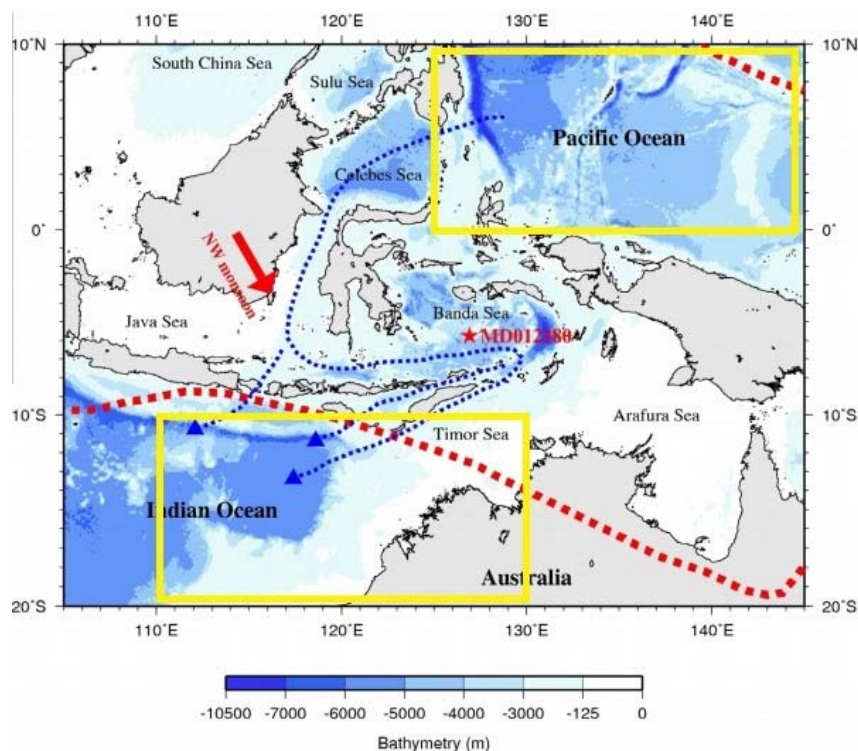 110°E 120°E 130°E 140°E
10°N 10°N
South China Sea
Sulu Sea
Pacific Ocean
Celebes Sea
0° 0°
NW monsoon
Banda Sea
Java Sea
MD012380
10°S 10°S
Arafura Sea
Timor Sea
Indian Ocean
Australia
20°S 20°S
110°E 120°E 130°E 140°E
-10500 -7000 -6000 -5000 -4000 -3000 -125 0
Bathymetry (m)